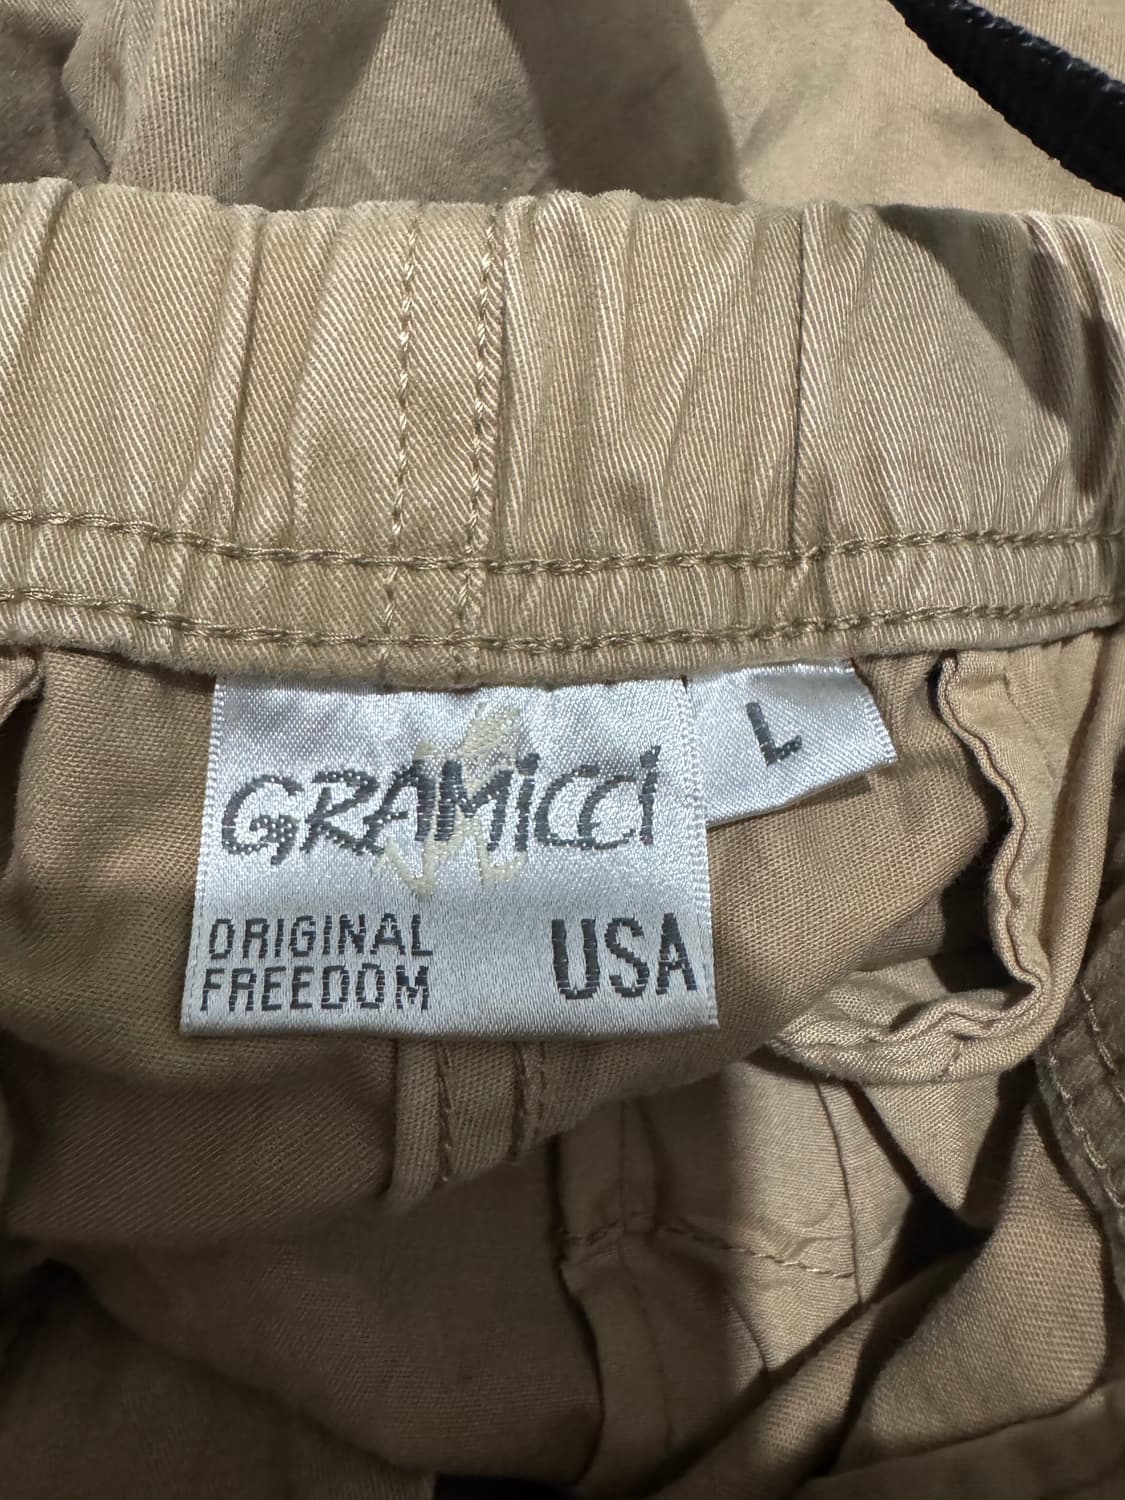 GRAMiCCi
L
ORIGINAL
FREEDOM
USA